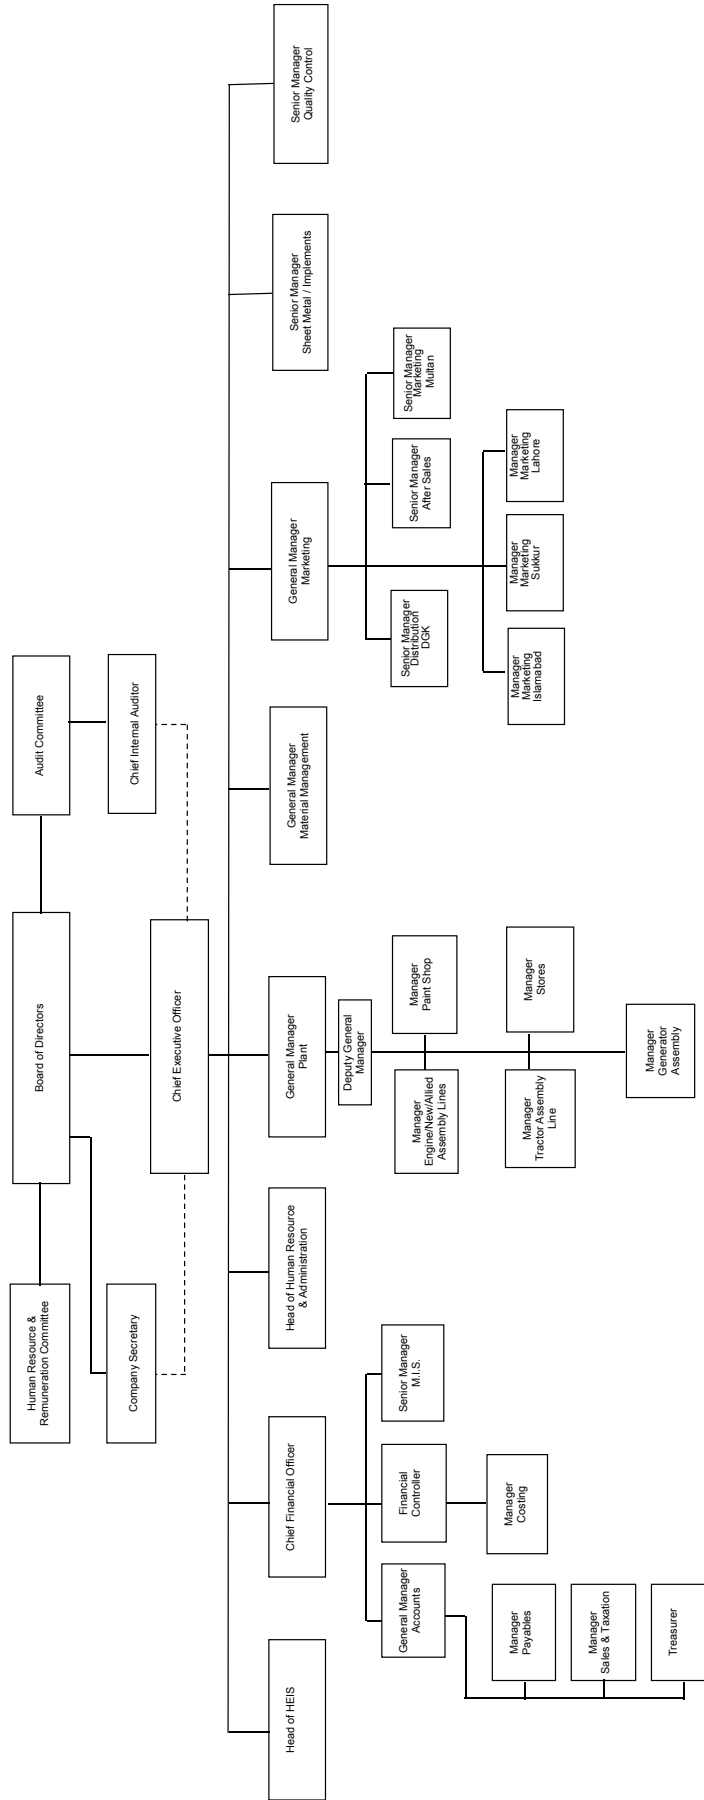 Board of Directors
Human Resource &
Remuneration Committee
Audit Committee
Company Secretary
Chief Internal Auditor
Chief Executive Officer
Head of HEIS
Chief Financial Officer
Head of Human Resource
& Administration
General Manager
Plant
General Manager
Material Management
General Manager
Marketing
Senior Manager
Sheet Metal / Implements
Senior Manager
Quality Control
General Manager
Accounts
Financial
Controller
Senior Manager
M.I.S.
Manager
Payables
Manager
Sales & Taxation
Treasurer
Manager
Costing
Deputy General
Manager
Manager
Engine/New/Allied
Assembly Lines
Manager
Paint Shop
Manager
Tractor Assembly
Line
Manager
Stores
Manager
Generator
Assembly
Senior Manager
Distribution
DGK
Senior Manager
After Sales
Senior Manager
Marketing
Multan
Manager
Marketing
Islamabad
Manager
Marketing
Sukkur
Manager
Marketing
Lahore